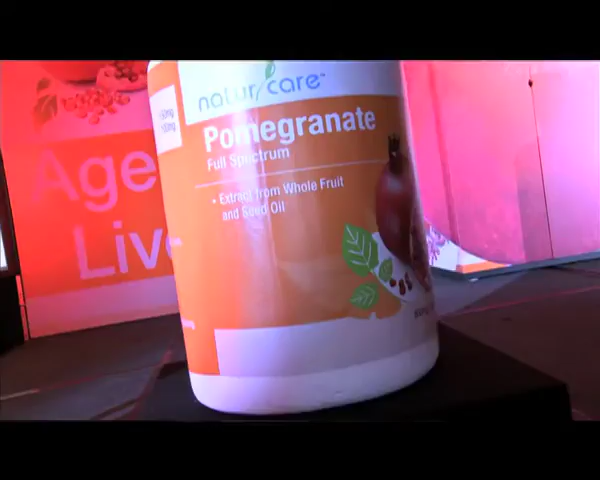 naturcare
Pomegranate
Full Spectrum
• Extract from Whole Fruit
and Seed Oil
Age
Live